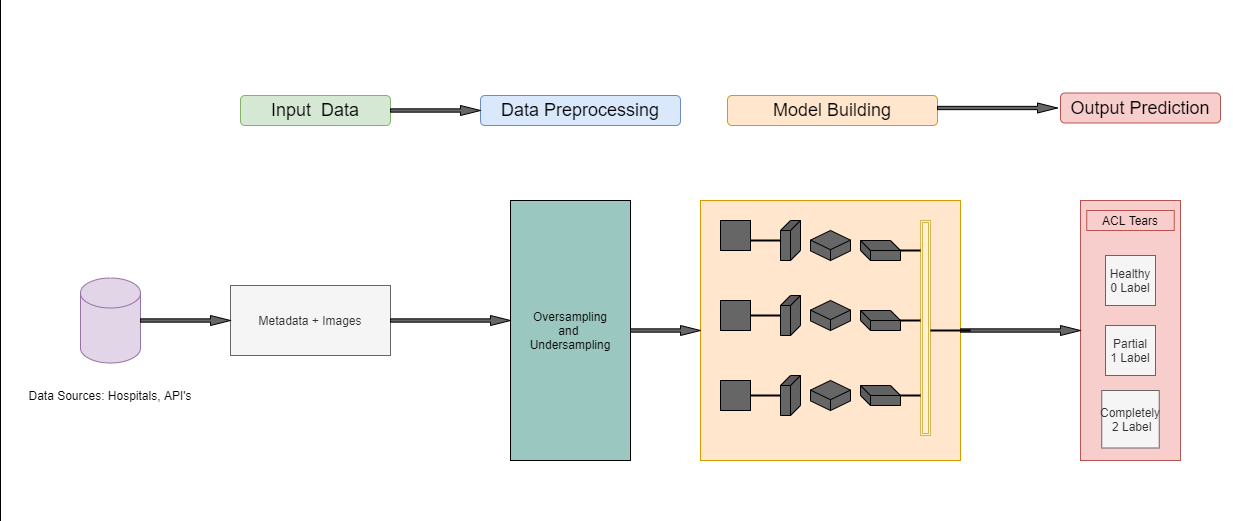 Input Data
Data Preprocessing
Model Building
Output Prediction
Metadata + Images
Data Sources: Hospitals, API's
Oversampling
and
Undersampling
ACL Tears
Healthy
0 Label
Partial
1 Label
Completely
2 Label